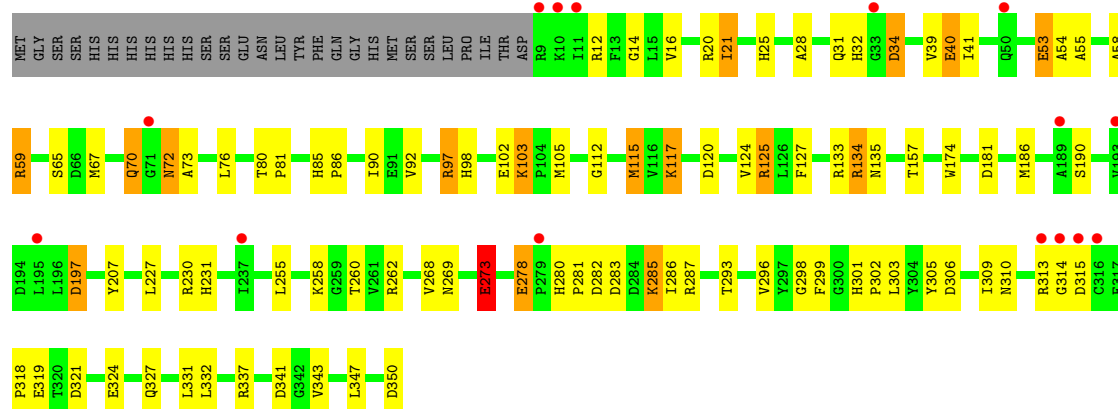 MET GLY SER SER HIS HIS HIS HIS HIS HIS SER SER GLU ASN LEU TYR PHE GLN GLY HIS MET SER SER LEU PRO ILE THR ASP R9 K10 I11 R12 F13 G14 L15 V16 R20 I21 H25 A28 Q31 H32 G33 D34 V39 E40 I41 Q50 E53 A54 A55 A58
R59 S65 D66 M67 Q70 G71 N72 A73 L76 T80 P81 H85 P86 I90 E91 V92 R97 H98 E102 K103 P104 M105 G112 M115 V116 K117 D120 V124 R125 L126 F127 R133 R134 N135 T157 W174 D181 M186 A189 S190 V193
D194 L195 L196 D197 Y207 L227 R230 H231 I237 L255 K258 G259 T260 V261 R262 V268 N269 E273 E278 P279 H280 P281 D282 D283 D284 K285 I286 R287 T293 V296 Y297 G298 F299 G300 H301 P302 L303 Y304 Y305 D306 I309 N310 R313 G314 D315 C316 E317
P318 E319 T320 D321 E324 Q327 L331 L332 R337 D341 G342 V343 L347 D350